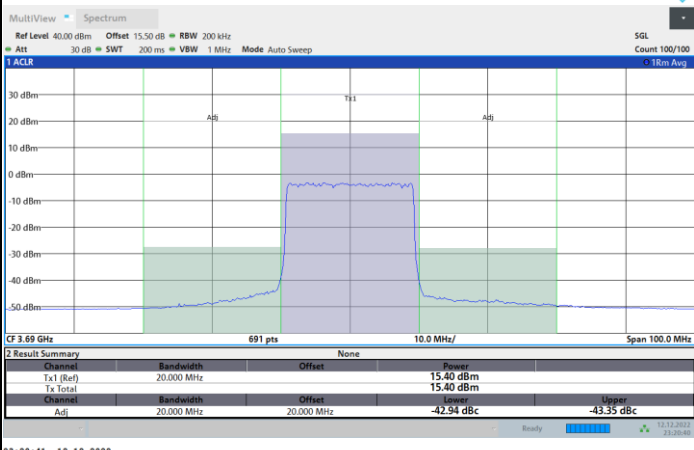 MultiView Spectrum
Ref Level 40.00 dBm Offset 15.50 dB RBW 200 kHz SGL
Att 30 dB SWT 200 ms VBW 1 MHz Mode Auto Sweep Count 100/100
1 ACLR 1Rm Avg
30 dBm
Tx1
20 dBm
Adj Adj
10 dBm
0 dBm
-10 dBm
-20 dBm
-30 dBm
-40 dBm
-50 dBm
CF 3.69 GHz 691 pts 10.0 MHz/ Span 100.0 MHz
2 Result Summary None
Channel Bandwidth Offset Power
Tx1 (Ref) 20.000 MHz 15.40 dBm
Tx Total 15.40 dBm
Channel Bandwidth Offset Lower Upper
Adj 20.000 MHz 20.000 MHz -42.94 dBc -43.35 dBc
Ready 12.12.2022
23:20:40